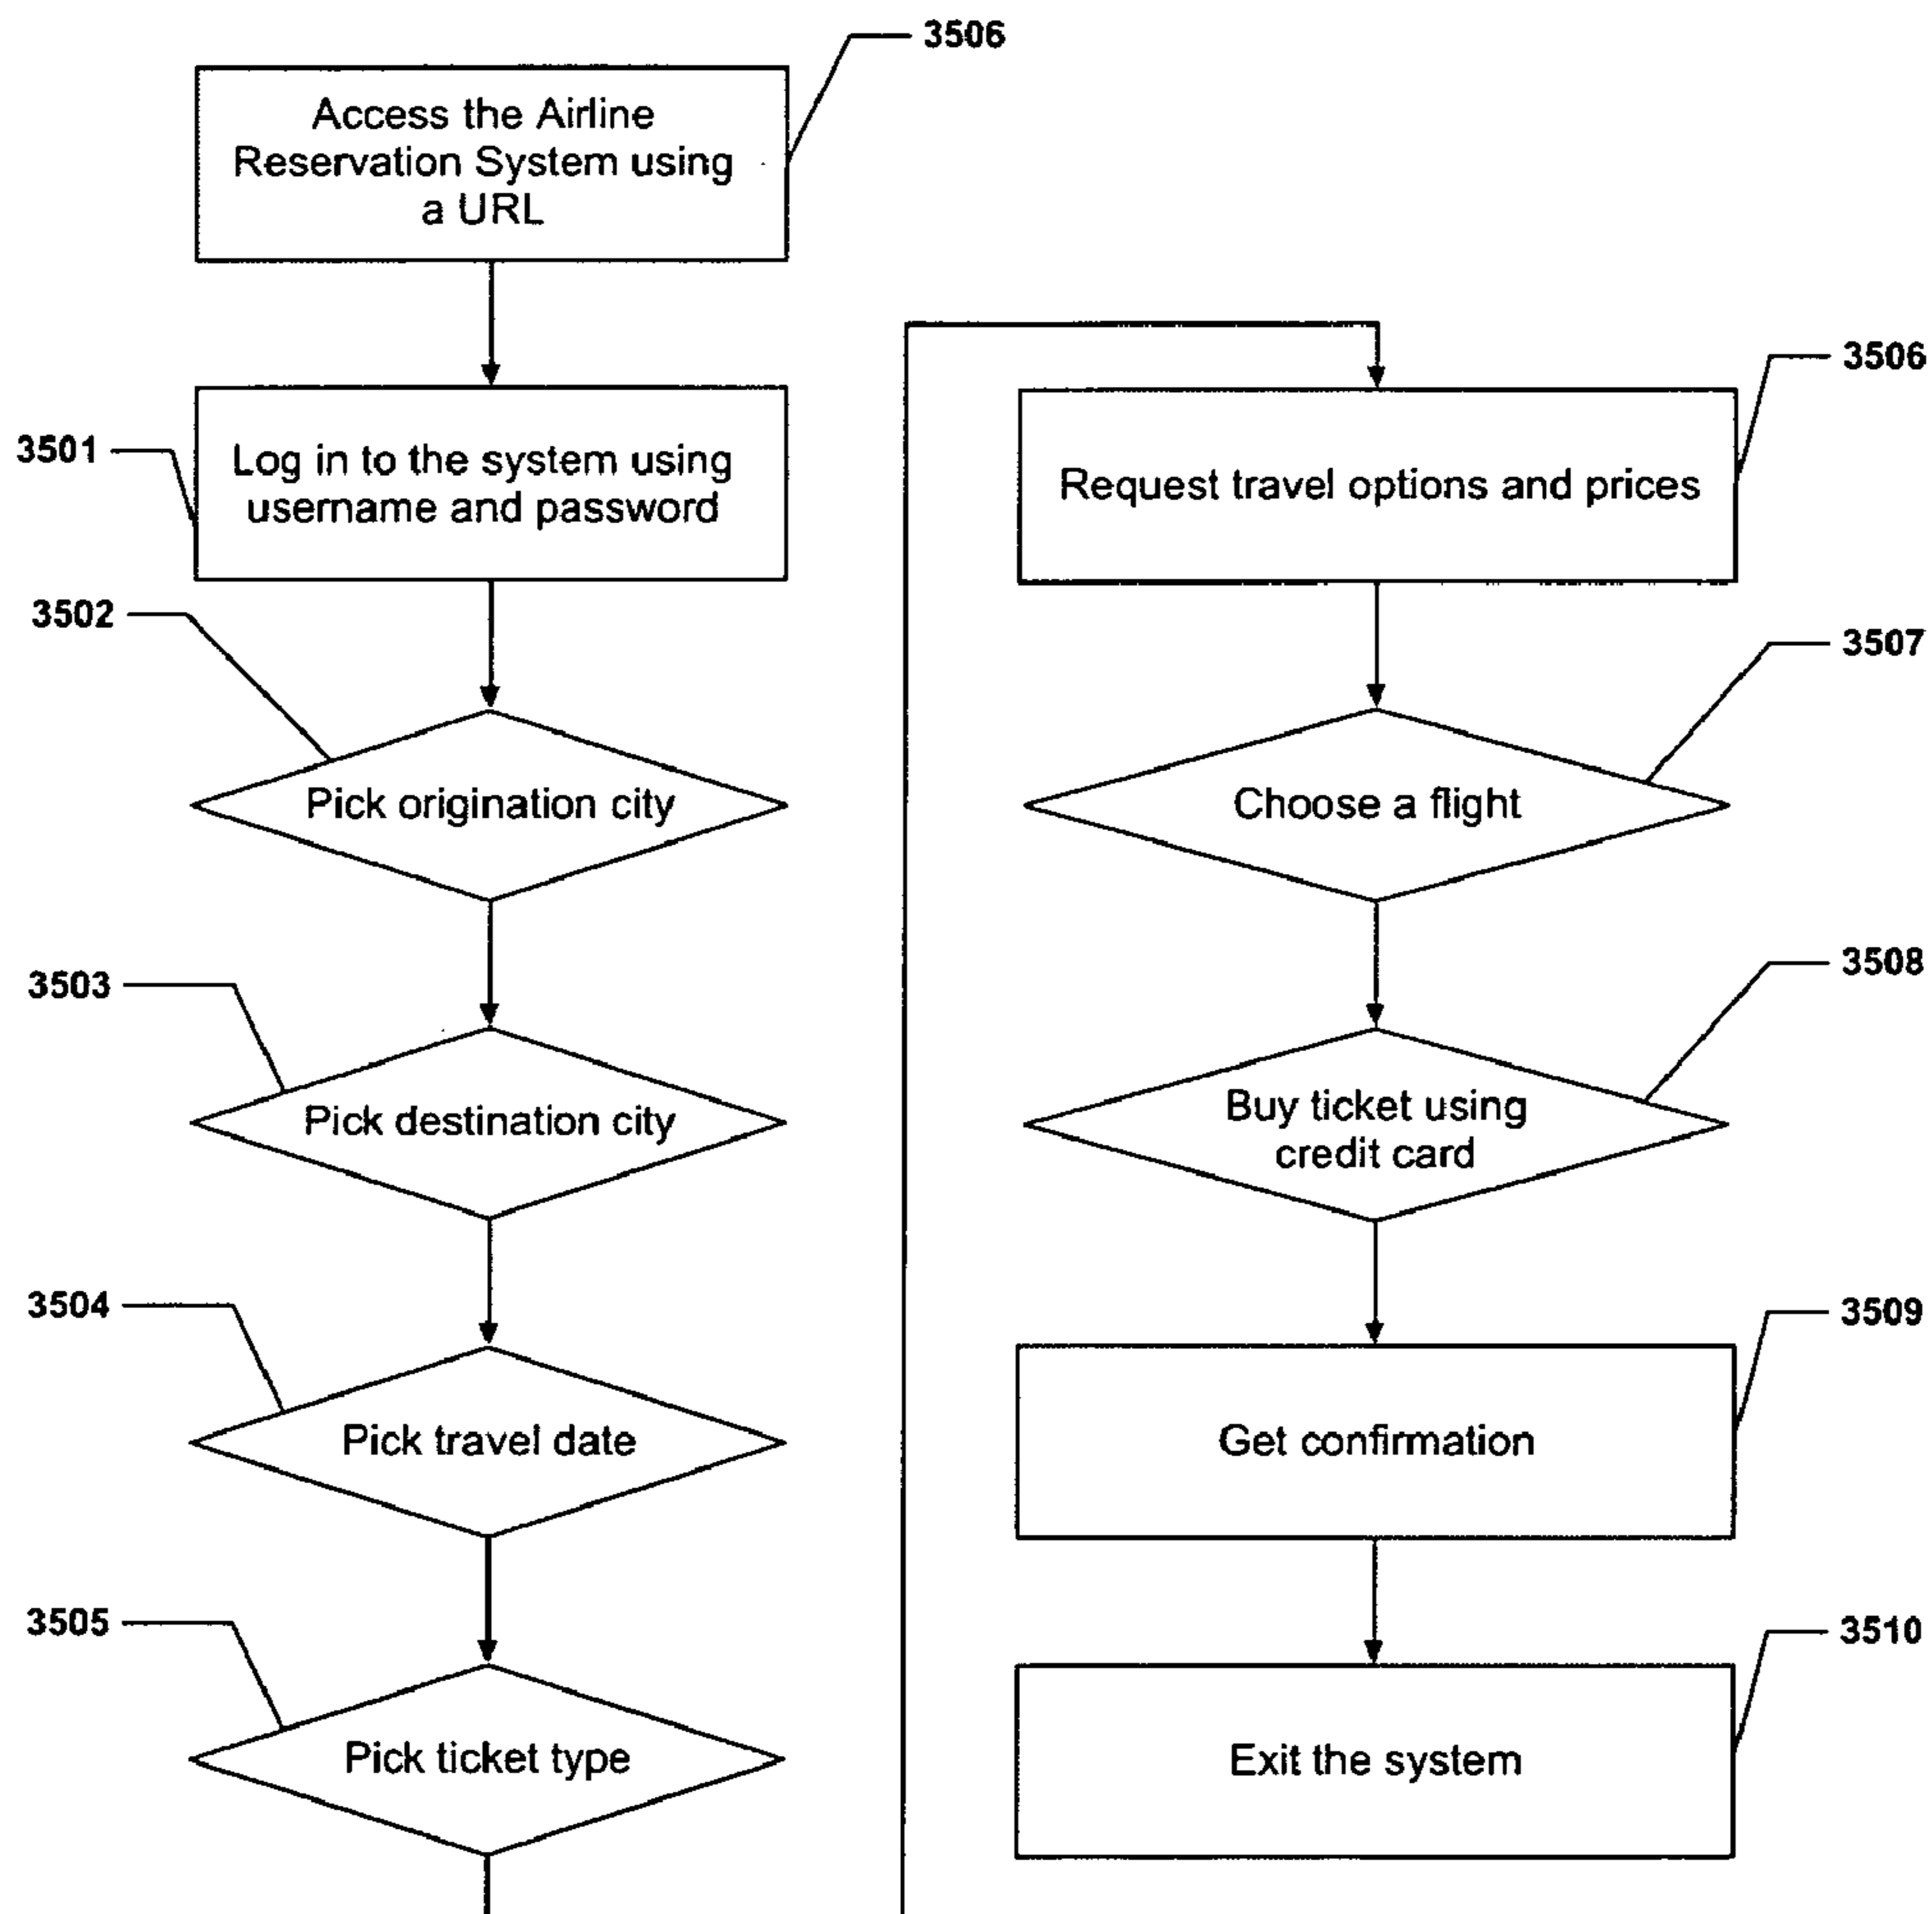 3506
Access the Airline
Reservation System using
a URL
3501
Log in to the system using
username and password
3502
Pick origination city
3503
Pick destination city
3504
Pick travel date
3505
Pick ticket type
3506
Request travel options and prices
3507
Choose a flight
3508
Buy ticket using
credit card
3509
Get confirmation
3510
Exit the system